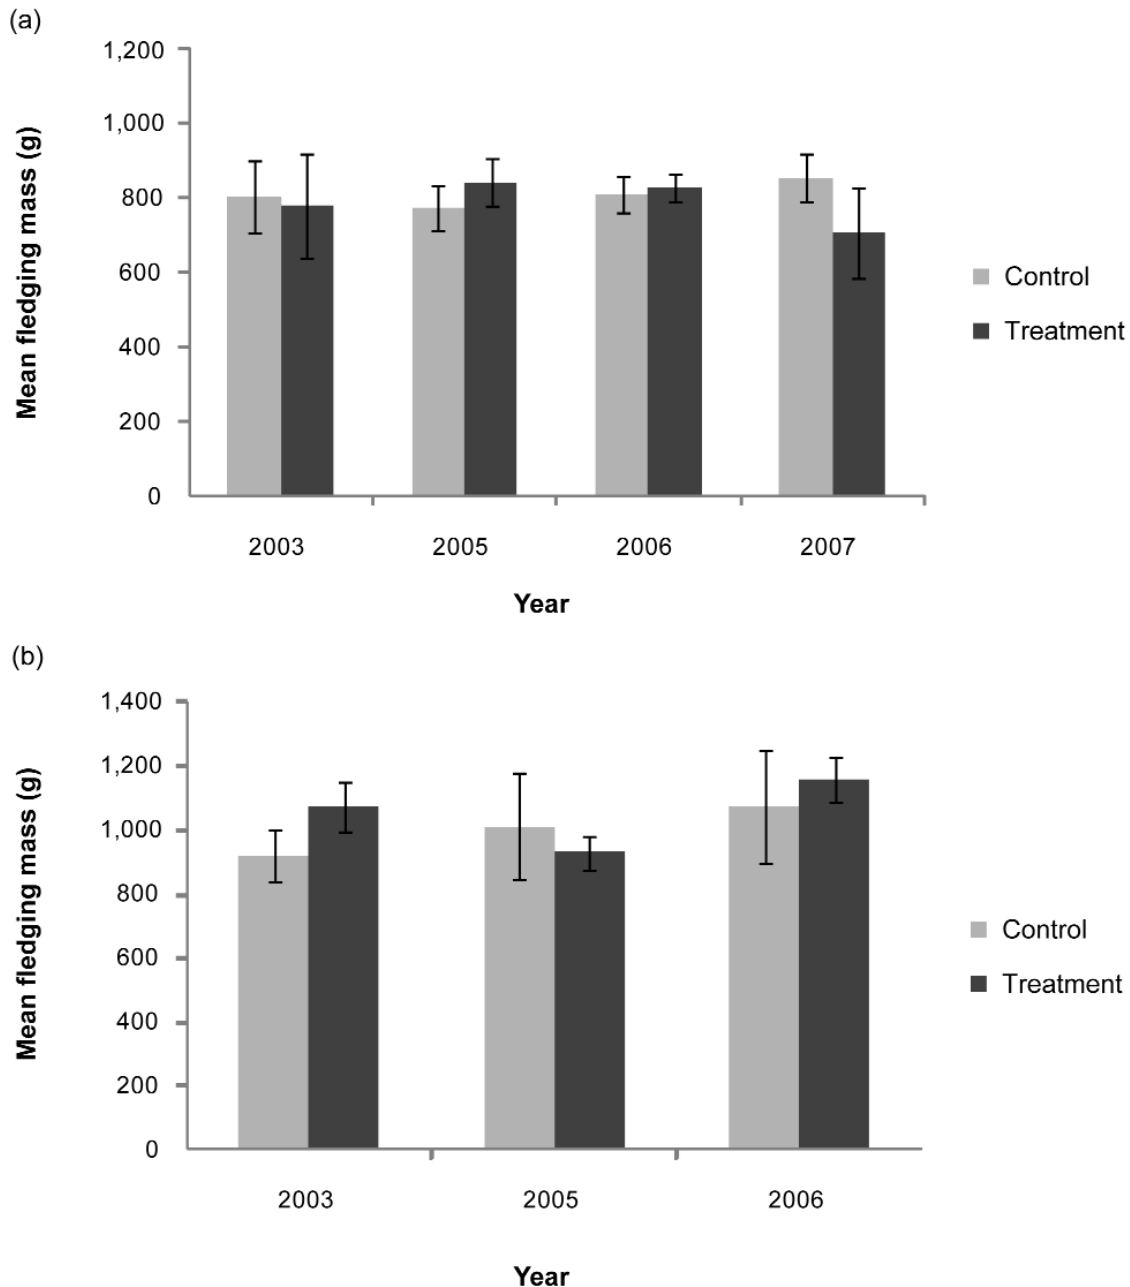 (a)
1,200
1,000
800
600
400
200
0
Mean fledging mass (g)
2003 2005 2006 2007
Year
Control
Treatment
(b)
1,400
1,200
1,000
800
600
400
200
0
Mean fledging mass (g)
2003 2005 2006
Year
Control
Treatment